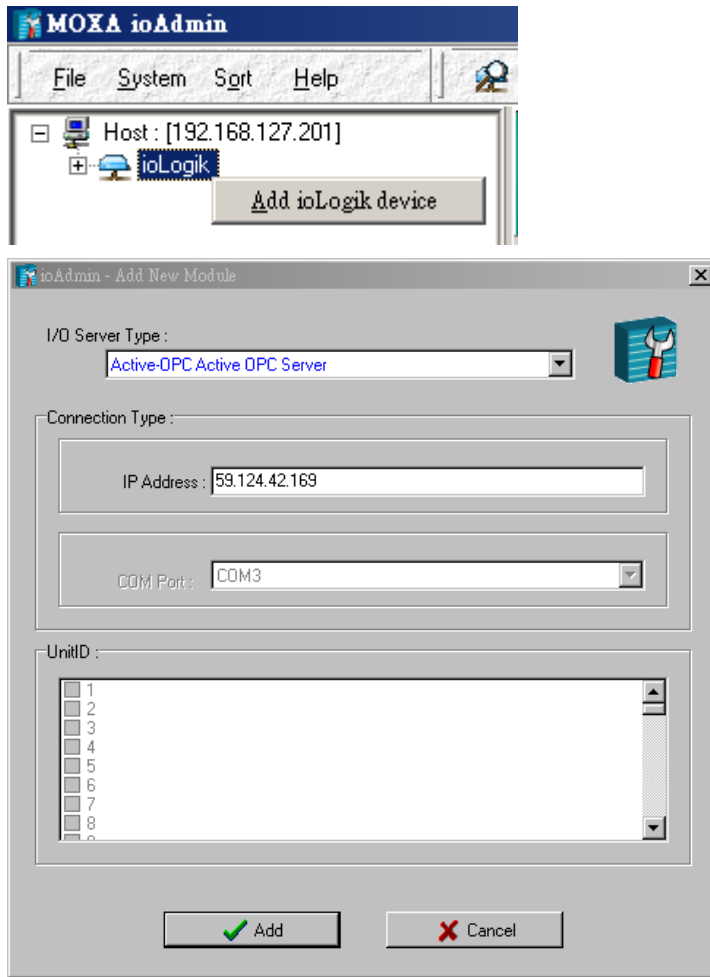 MOXA ioAdmin
File System Sort Help
Host : [192.168.127.201]
ioLogik
Add ioLogik device
ioAdmin - Add New Module
I/O Server Type :
Active-OPC Active OPC Server
Connection Type :
IP Address : 59.124.42.169
COM Port : COM3
UnitID :
1
2
3
4
5
6
7
8
Add Cancel